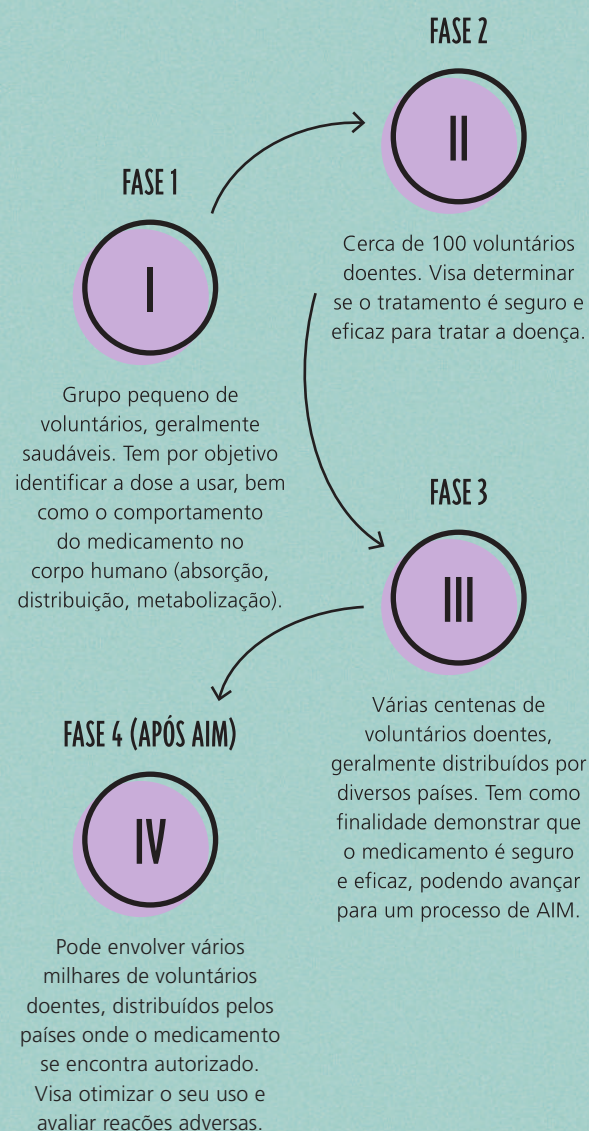 FASE 1
I
Grupo pequeno de
voluntários, geralmente
saudáveis. Tem por objetivo
identificar a dose a usar, bem
como o comportamento
do medicamento no
corpo humano (absorção,
distribuição, metabolização).
FASE 2
II
Cerca de 100 voluntários
doentes. Visa determinar
se o tratamento é seguro e
eficaz para tratar a doença.
FASE 3
III
Várias centenas de
voluntários doentes,
geralmente distribuídos por
diversos países. Tem como
finalidade demonstrar que
o medicamento é seguro
e eficaz, podendo avançar
para um processo de AIM.
FASE 4 (APÓS AIM)
IV
Pode envolver vários
milhares de voluntários
doentes, distribuídos pelos
países onde o medicamento
se encontra autorizado.
Visa otimizar o seu uso e
avaliar reações adversas.